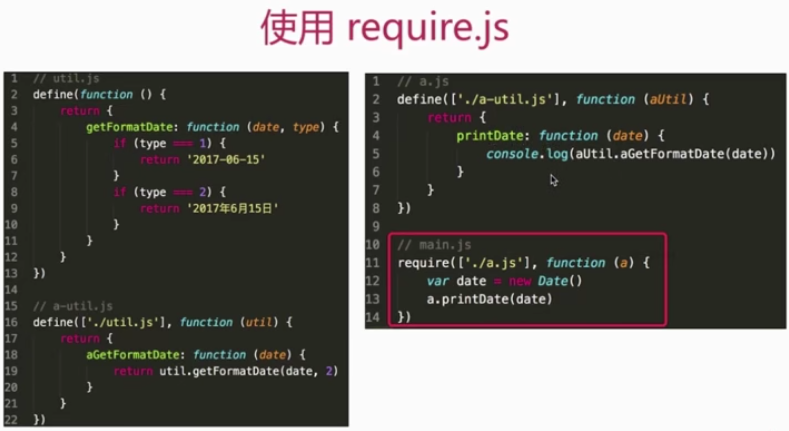 使用 require.js
1 // util.js
2 define(function () {
3     return {
4         getFormatDate: function (date, type) {
5             if (type === 1) {
6                 return '2017-06-15'
7             }
8             if (type === 2) {
9                 return '2017年6月15日'
10             }
11         }
12     }
13 })
14
15 // a-util.js
16 define(['./util.js'], function (util) {
17     return {
18         aGetFormatDate: function (date) {
19             return util.getFormatDate(date, 2)
20         }
21     }
22 })
1 // a.js
2 define(['./a-util.js'], function (aUtil) {
3     return {
4         printDate: function (date) {
5             console.log(aUtil.aGetFormatDate(date))
6         }
7     }
8 })
9
10 // main.js
11 require(['./a.js'], function (a) {
12     var date = new Date()
13     a.printDate(date)
14 })